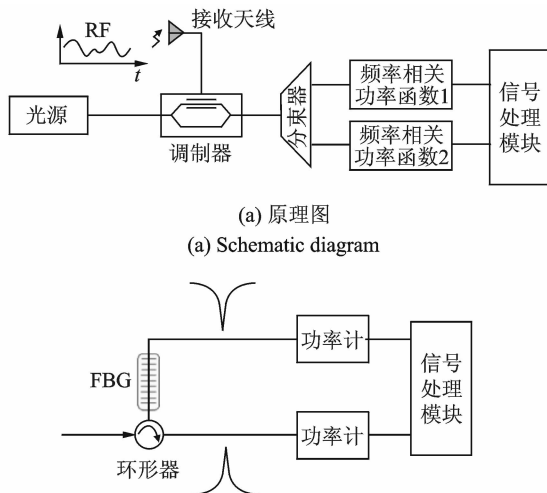 RF
接收天线
t
光源
调制器
分束器
频率相关
功率函数1
频率相关
功率函数2
信号
处理
模块
(a) 原理图
(a) Schematic diagram
FBG
环形器
功率计
功率计
信号
处理
模块